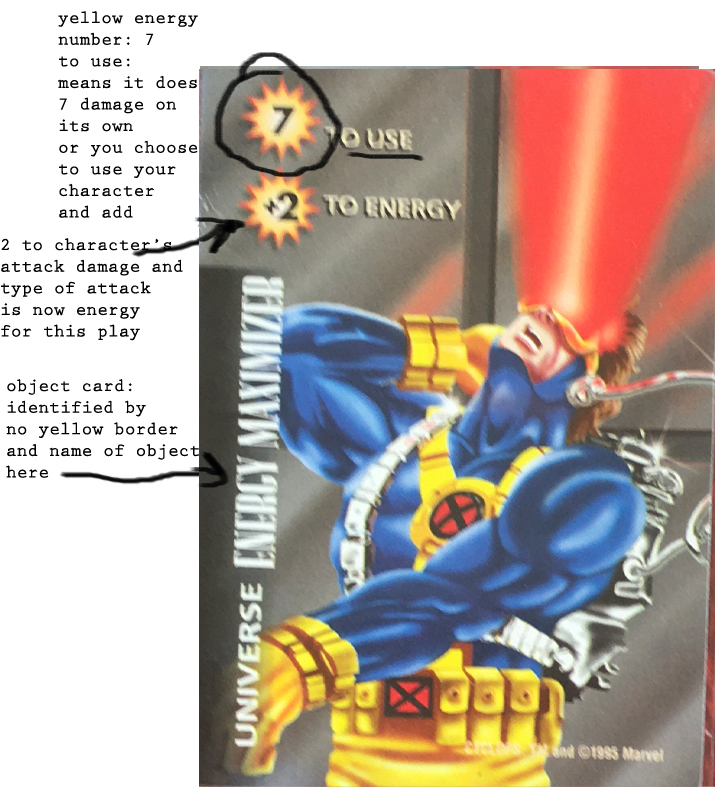 yellow energy
number: 7
to use:
means it does
7 damage on
its own
or you choose
to use your
character
and add
2 to character's
attack damage and
type of attack
is now energy
for this play
object card:
identified by
no yellow border
and name of object
here
7 TO USE
+2 TO ENERGY
UNIVERSE ENERGY MAXIMIZER
CYCLOPS, TM and ©1995 Marvel